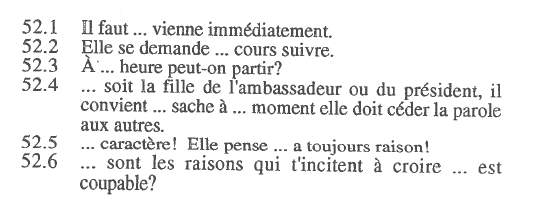 52.1 Il faut ... vienne immédiatement.
52.2 Elle se demande ... cours suivre.
52.3 À ... heure peut-on partir?
52.4 ... soit la fille de l'ambassadeur ou du président, il
convient ... sache à ... moment elle doit céder la parole
aux autres.
52.5 ... caractère! Elle pense ... a toujours raison!
52.6 ... sont les raisons qui t'incitent à croire ... est
coupable?